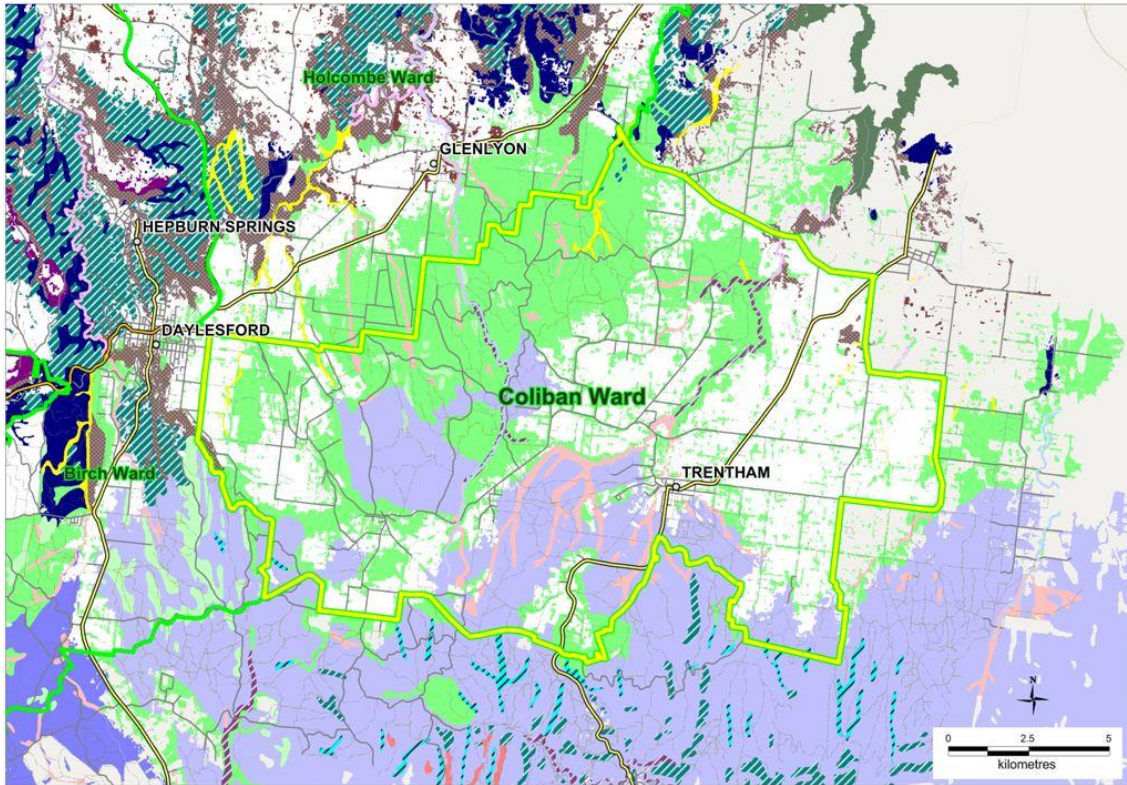 Holcombe Ward
GLENLYON
HEPBURN SPRINGS
DAYLESFORD
Coliban Ward
Birch Ward
TRENTHAM
N
0 2.5 5
kilometres